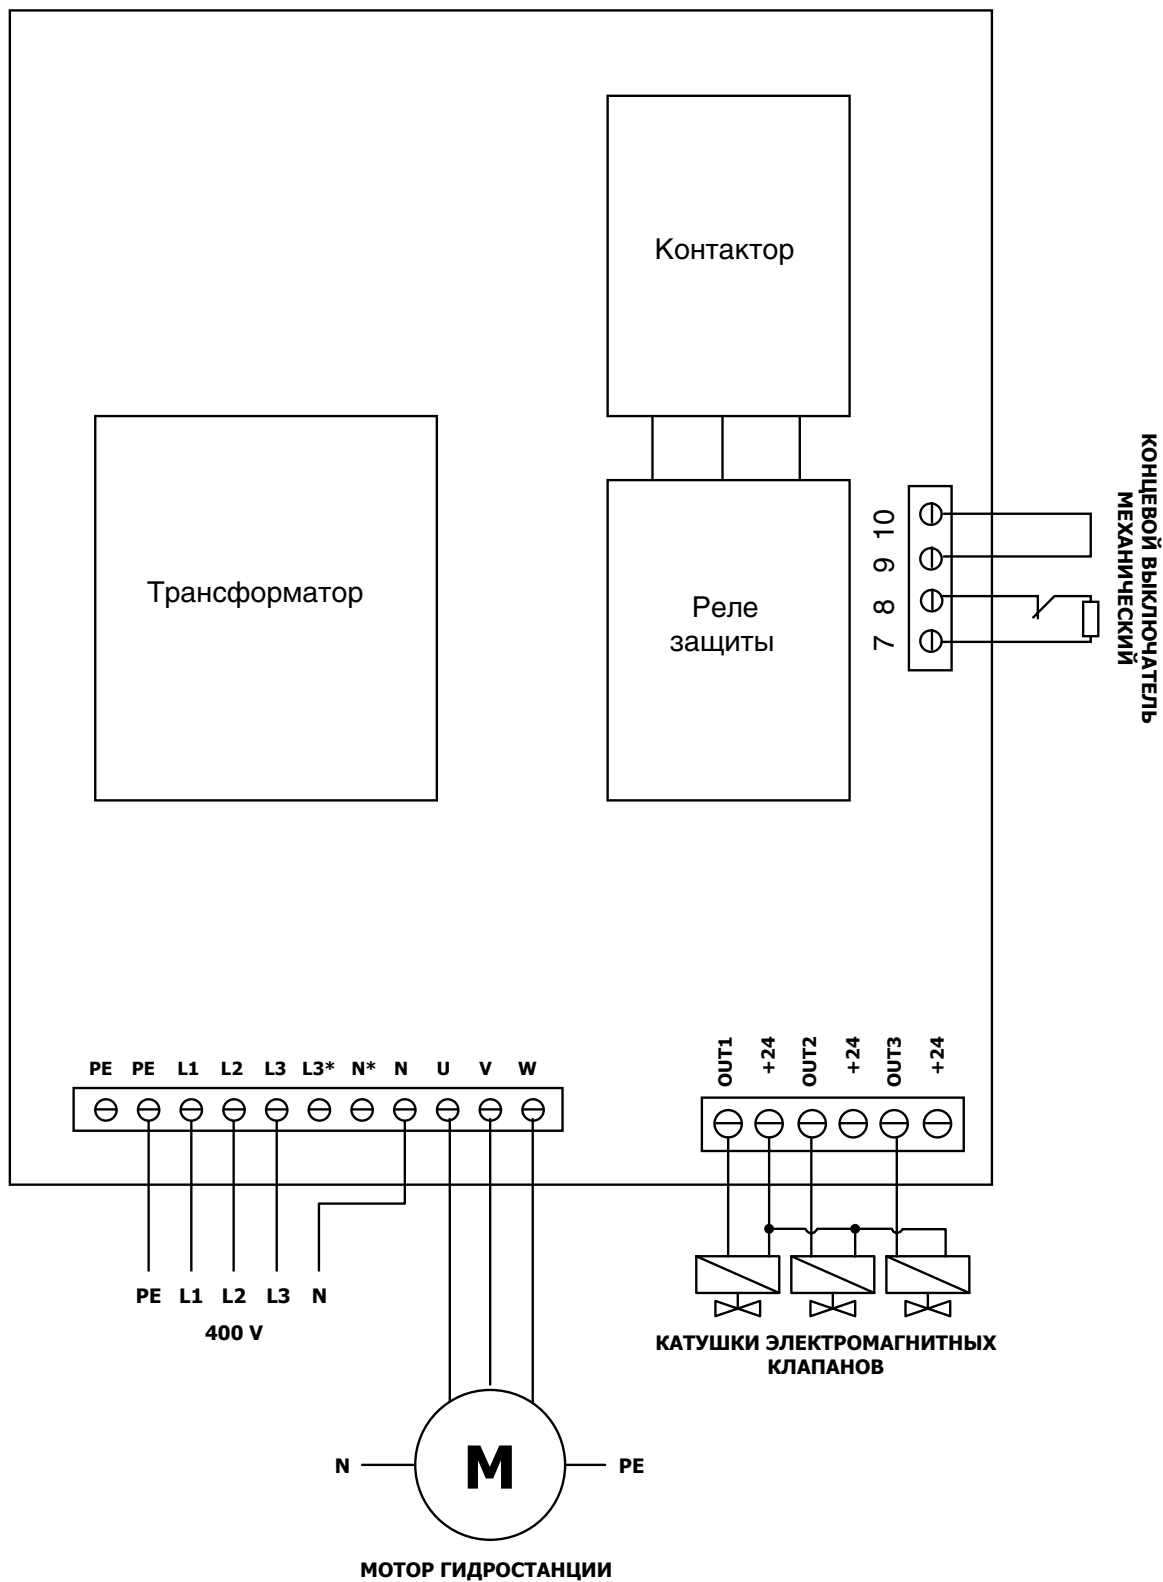 Контактор
Трансформатор
Реле
защиты
10
9
8
7
КОНЦЕВОЙ ВЫКЛЮЧАТЕЛЬ
МЕХАНИЧЕСКИЙ
PE PE L1 L2 L3 L3* N* N U V W
OUT1 +24 OUT2 +24 OUT3 +24
PE L1 L2 L3 N
400 V
КАТУШКИ ЭЛЕКТРОМАГНИТНЫХ
КЛАПАНОВ
N M PE
МОТОР ГИДРОСТАНЦИИ